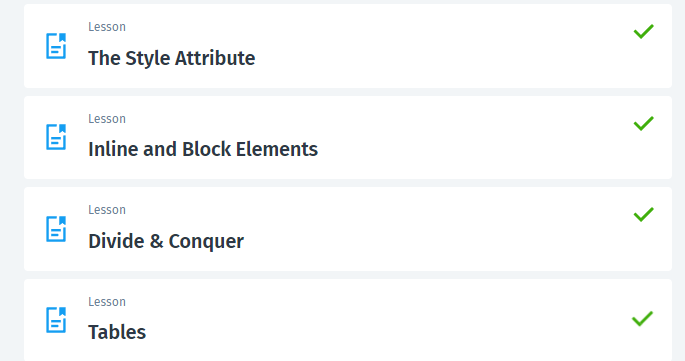 Lesson
The Style Attribute
Lesson
Inline and Block Elements
Lesson
Divide & Conquer
Lesson
Tables